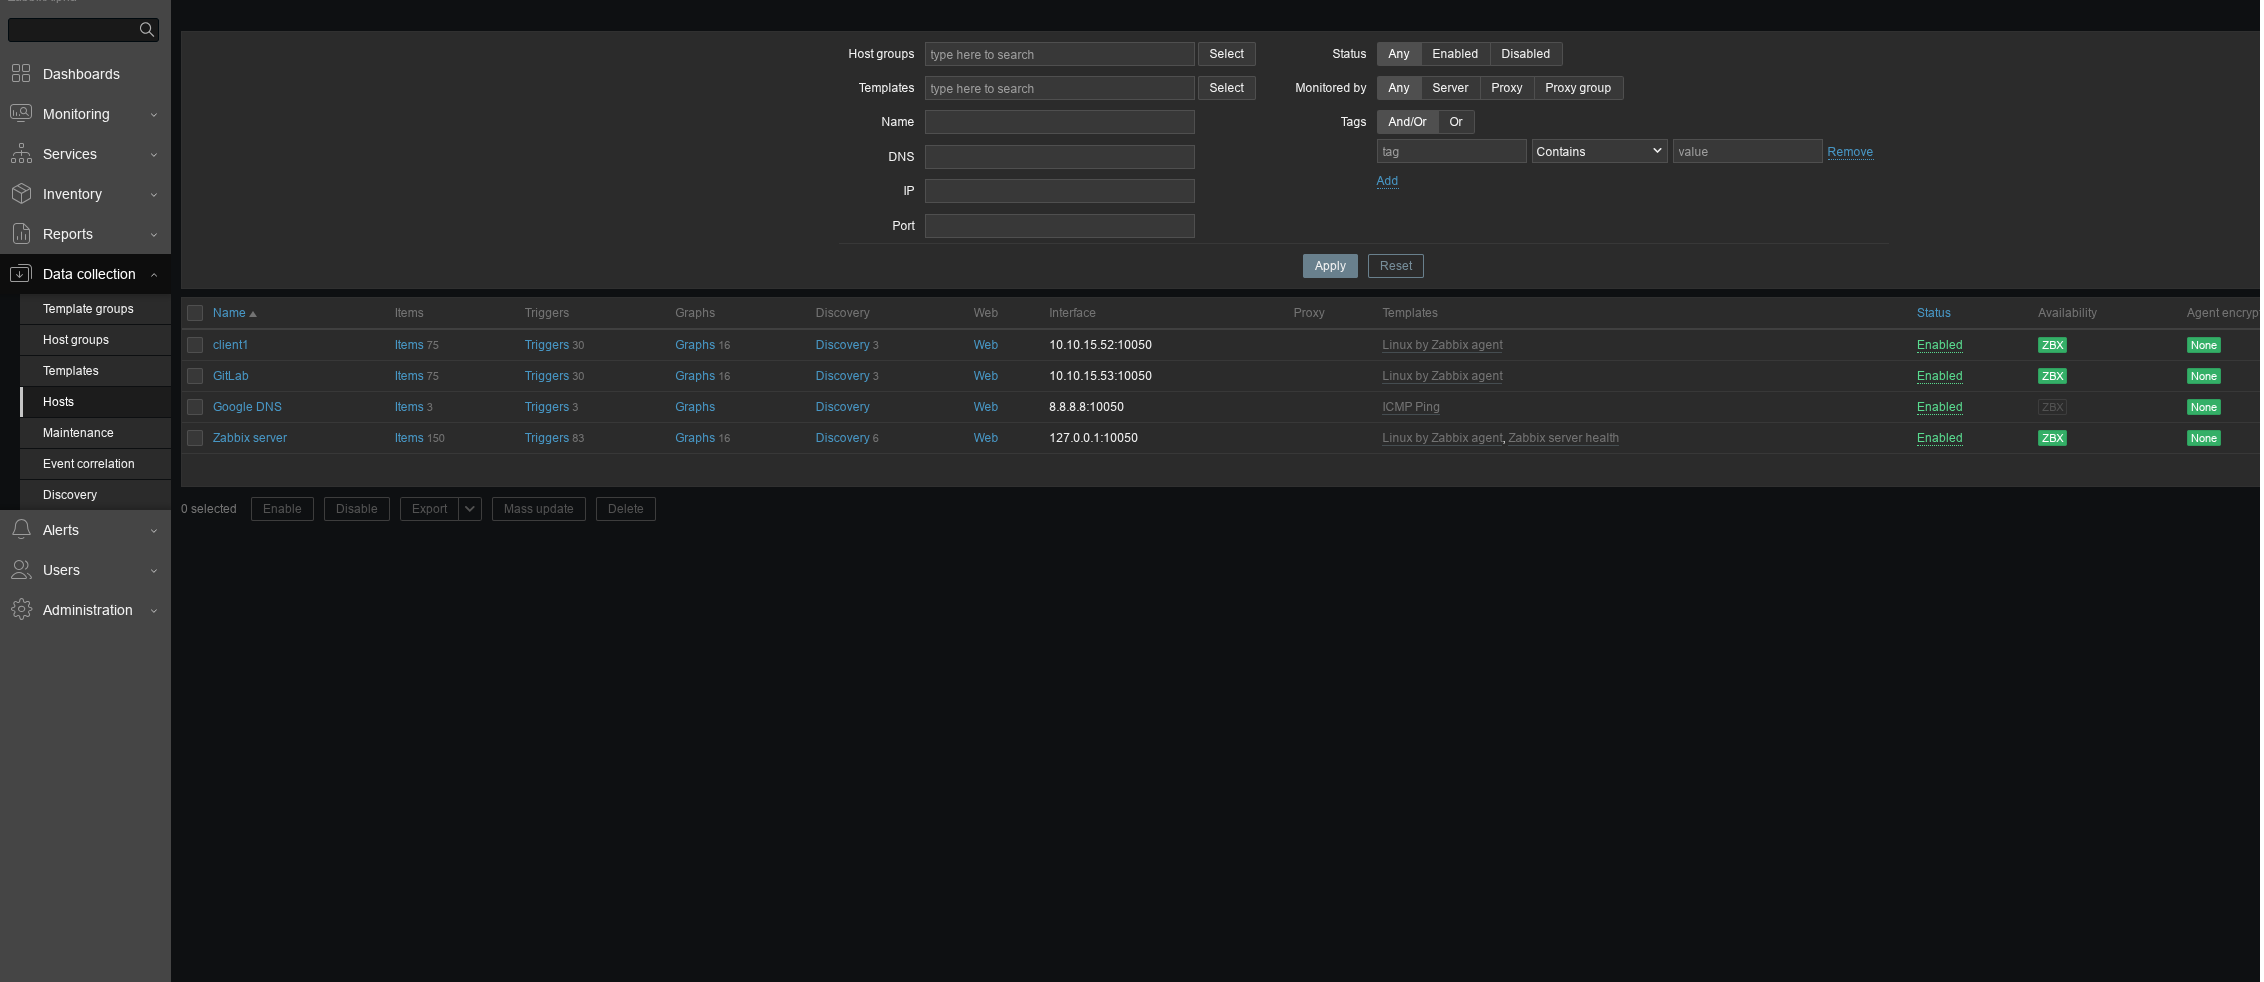 Dashboards
Monitoring
Services
Inventory
Reports
Data collection
Template groups
Host groups
Templates
Hosts
Maintenance
Event correlation
Discovery
Alerts
Users
Administration
Host groups type here to search Select
Templates type here to search Select
Name
DNS
IP
Port
Status Any Enabled Disabled
Monitored by Any Server Proxy Proxy group
Tags And/Or Or
tag Contains value Remove
Add
Apply Reset
Name Items Triggers Graphs Discovery Web Interface Proxy Templates Status Availability Agent encryp
client1 Items 75 Triggers 30 Graphs 16 Discovery 3 Web 10.10.15.52:10050 Linux by Zabbix agent Enabled ZBX None
GitLab Items 75 Triggers 30 Graphs 16 Discovery 3 Web 10.10.15.53:10050 Linux by Zabbix agent Enabled ZBX None
Google DNS Items 3 Triggers 3 Graphs Discovery Web 8.8.8.8:10050 ICMP Ping Enabled ZBX None
Zabbix server Items 150 Triggers 83 Graphs 16 Discovery 6 Web 127.0.0.1:10050 Linux by Zabbix agent, Zabbix server health Enabled ZBX None
0 selected Enable Disable Export Mass update Delete